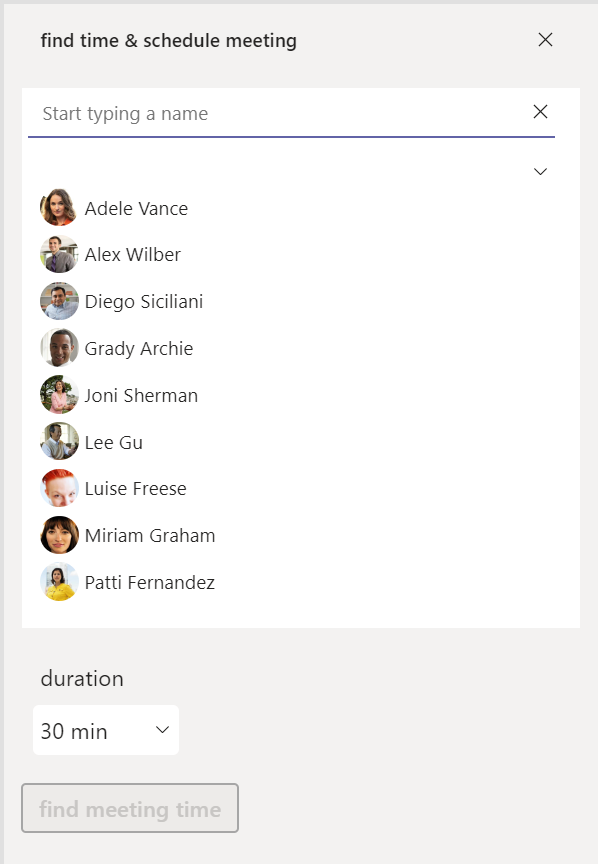 find time & schedule meeting
Start typing a name
Adele Vance
Alex Wilber
Diego Siciliani
Grady Archie
Joni Sherman
Lee Gu
Luise Freese
Miriam Graham
Patti Fernandez
duration
30 min
find meeting time